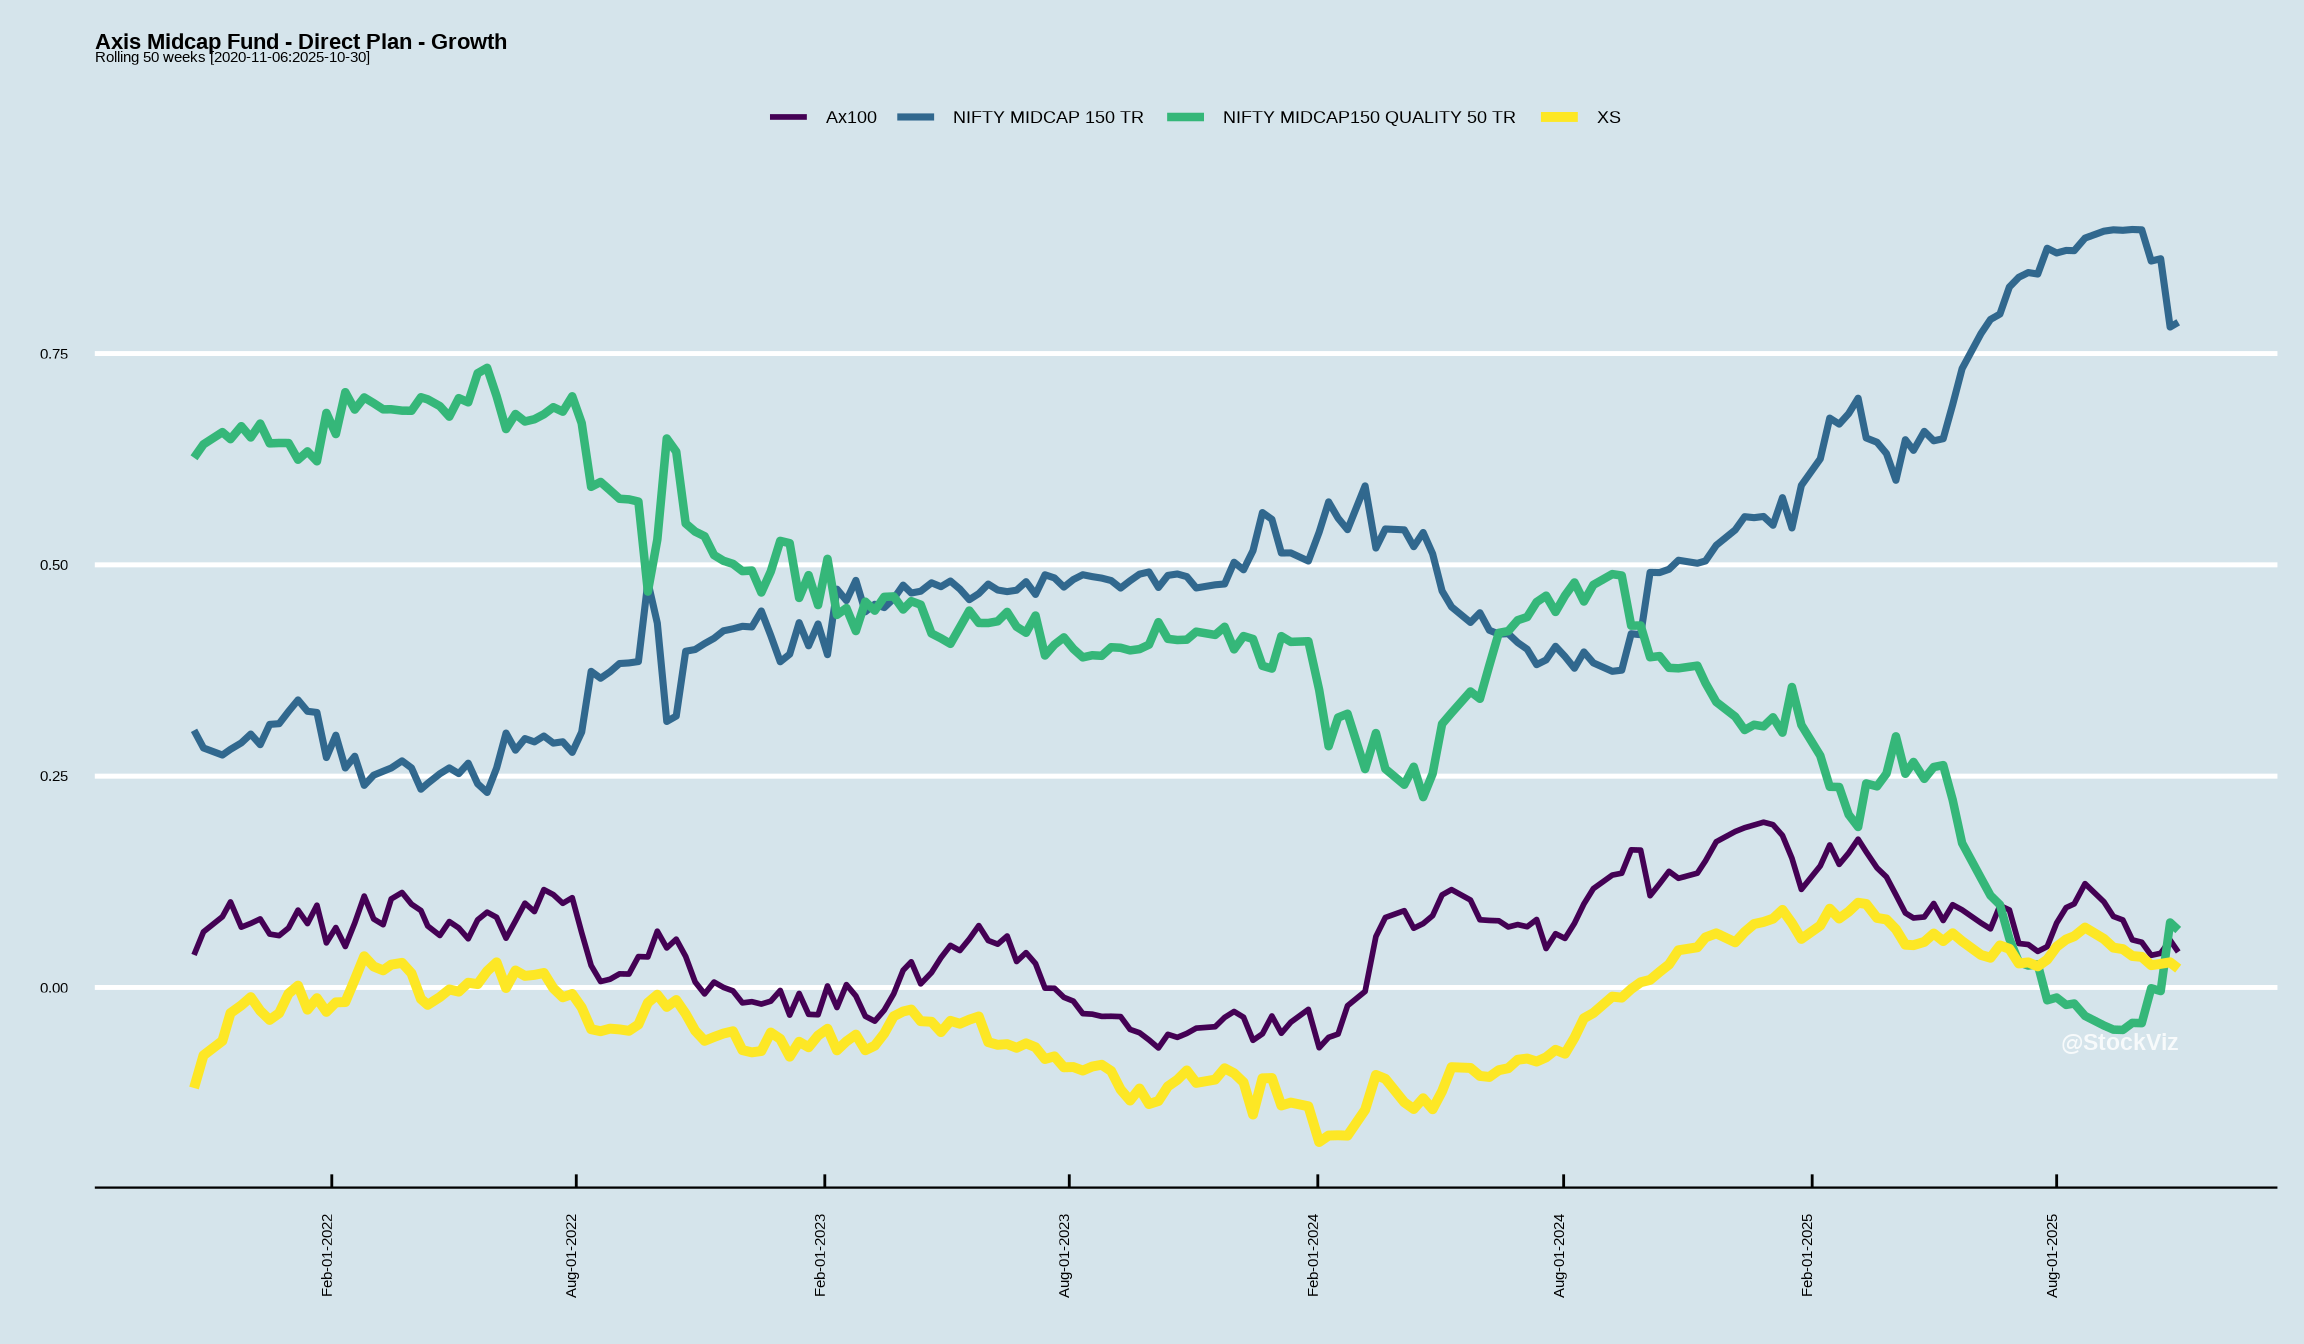 Axis Midcap Fund - Direct Plan - Growth
Rolling 50 weeks [2020-11-06:2025-10-30]
Ax100 NIFTY MIDCAP 150 TR NIFTY MIDCAP150 QUALITY 50 TR XS
0.75
0.50
0.25
0.00
@StockViz
Feb-01-2022
Aug-01-2022
Feb-01-2023
Aug-01-2023
Feb-01-2024
Aug-01-2024
Feb-01-2025
Aug-01-2025